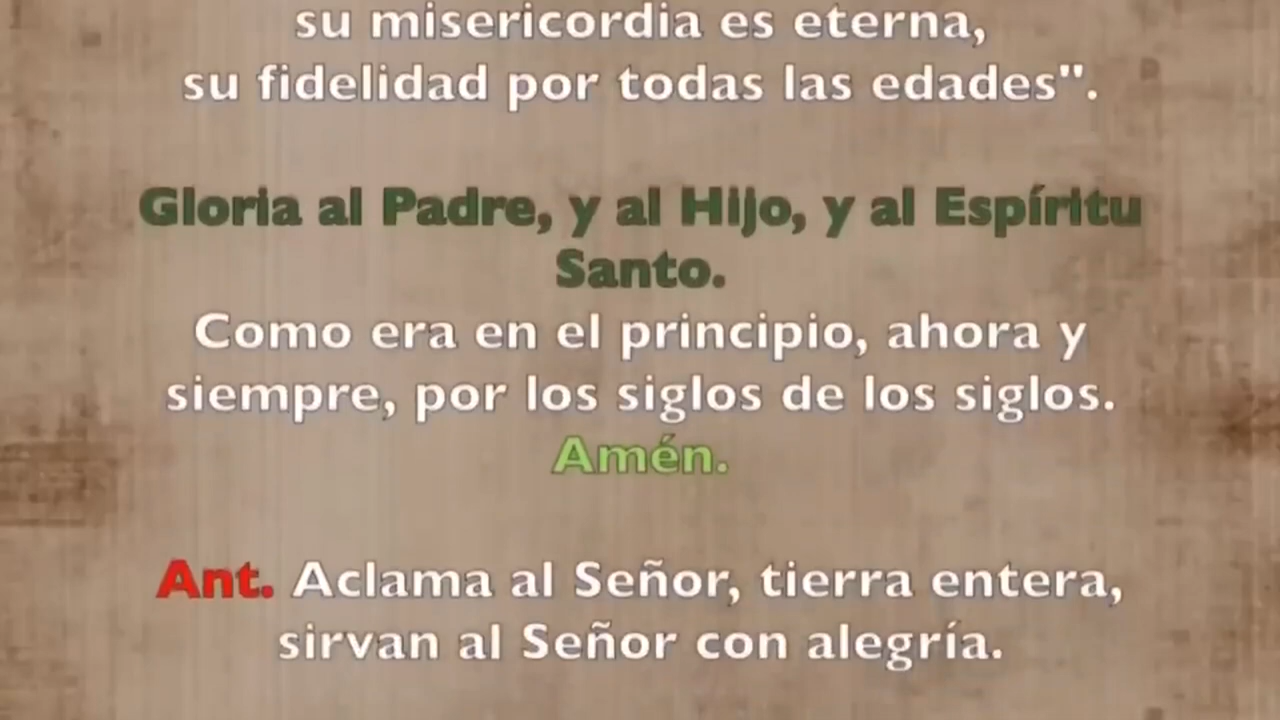 su misericordia es eterna,
su fidelidad por todas las edades".
Gloria al Padre, y al Hijo, y al Espíritu
Santo.
Como era en el principio, ahora y
siempre, por los siglos de los siglos.
Amén.
Ant. Aclama al Señor, tierra entera,
sirvan al Señor con alegría.